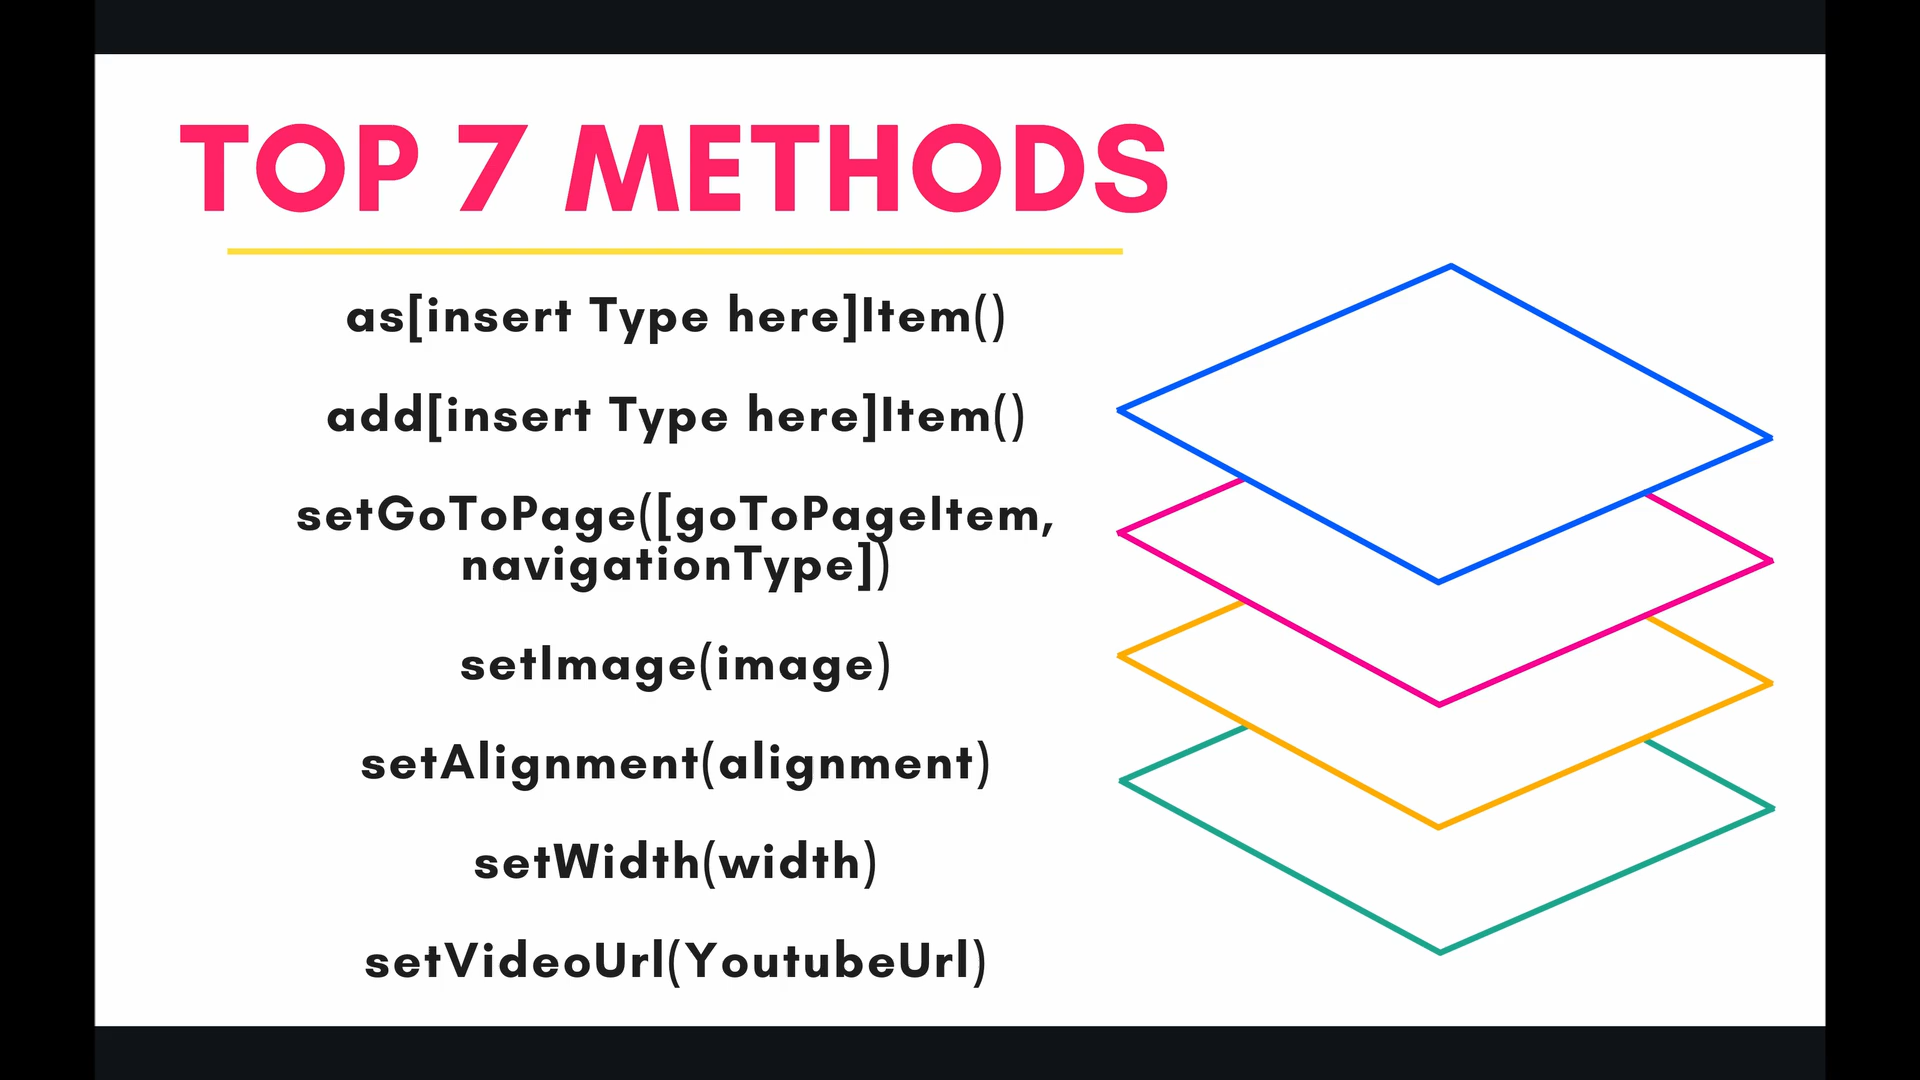 TOP 7 METHODS
as[insert Type here]Item()
add[insert Type here]Item()
setGoToPage([goToPageItem,
navigationType])
setImage(image)
setAlignment(alignment)
setWidth(width)
setVideoUrl(YoutubeUrl)